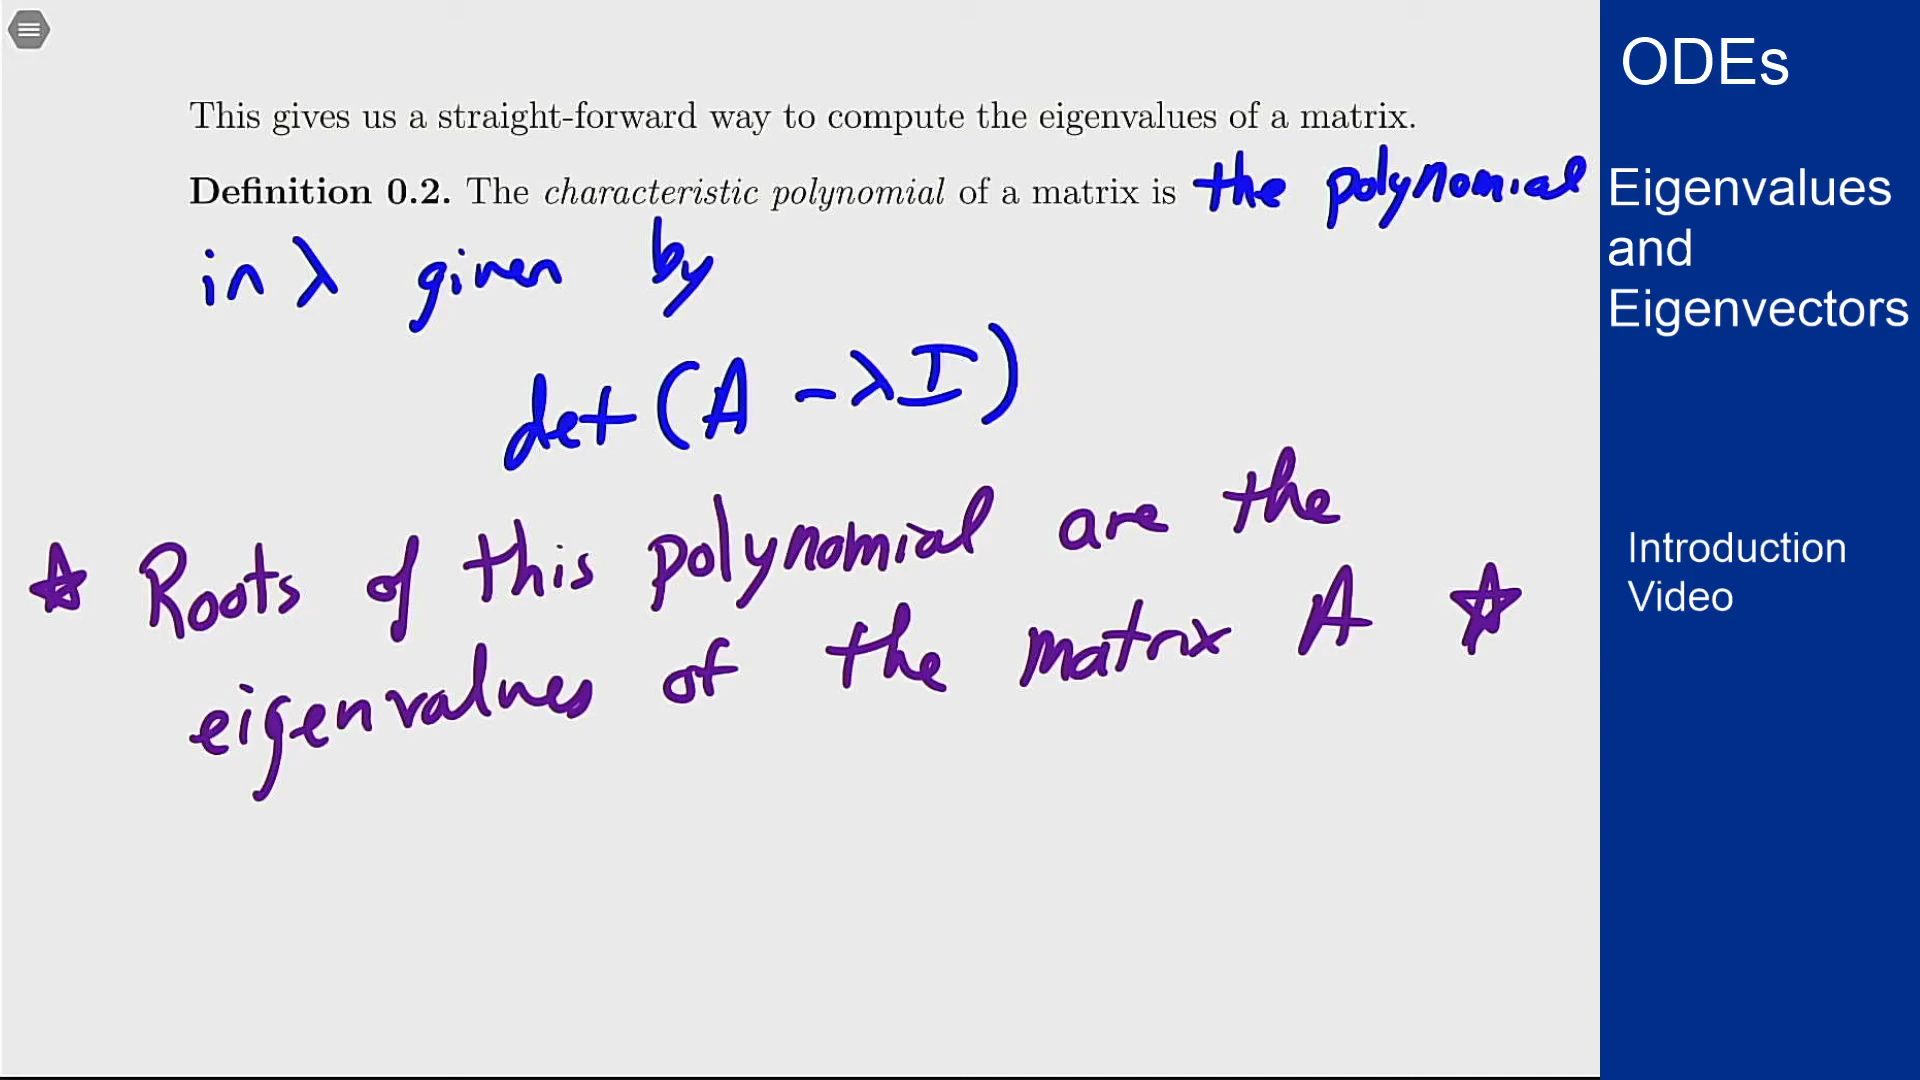 This gives us a straight-forward way to compute the eigenvalues of a matrix.
Definition 0.2. The characteristic polynomial of a matrix is the polynomial
in λ given by
det (A - λI)
☆ Roots of this polynomial are the
eigenvalues of the matrix A ☆
ODEs
Eigenvalues
and
Eigenvectors
Introduction
Video